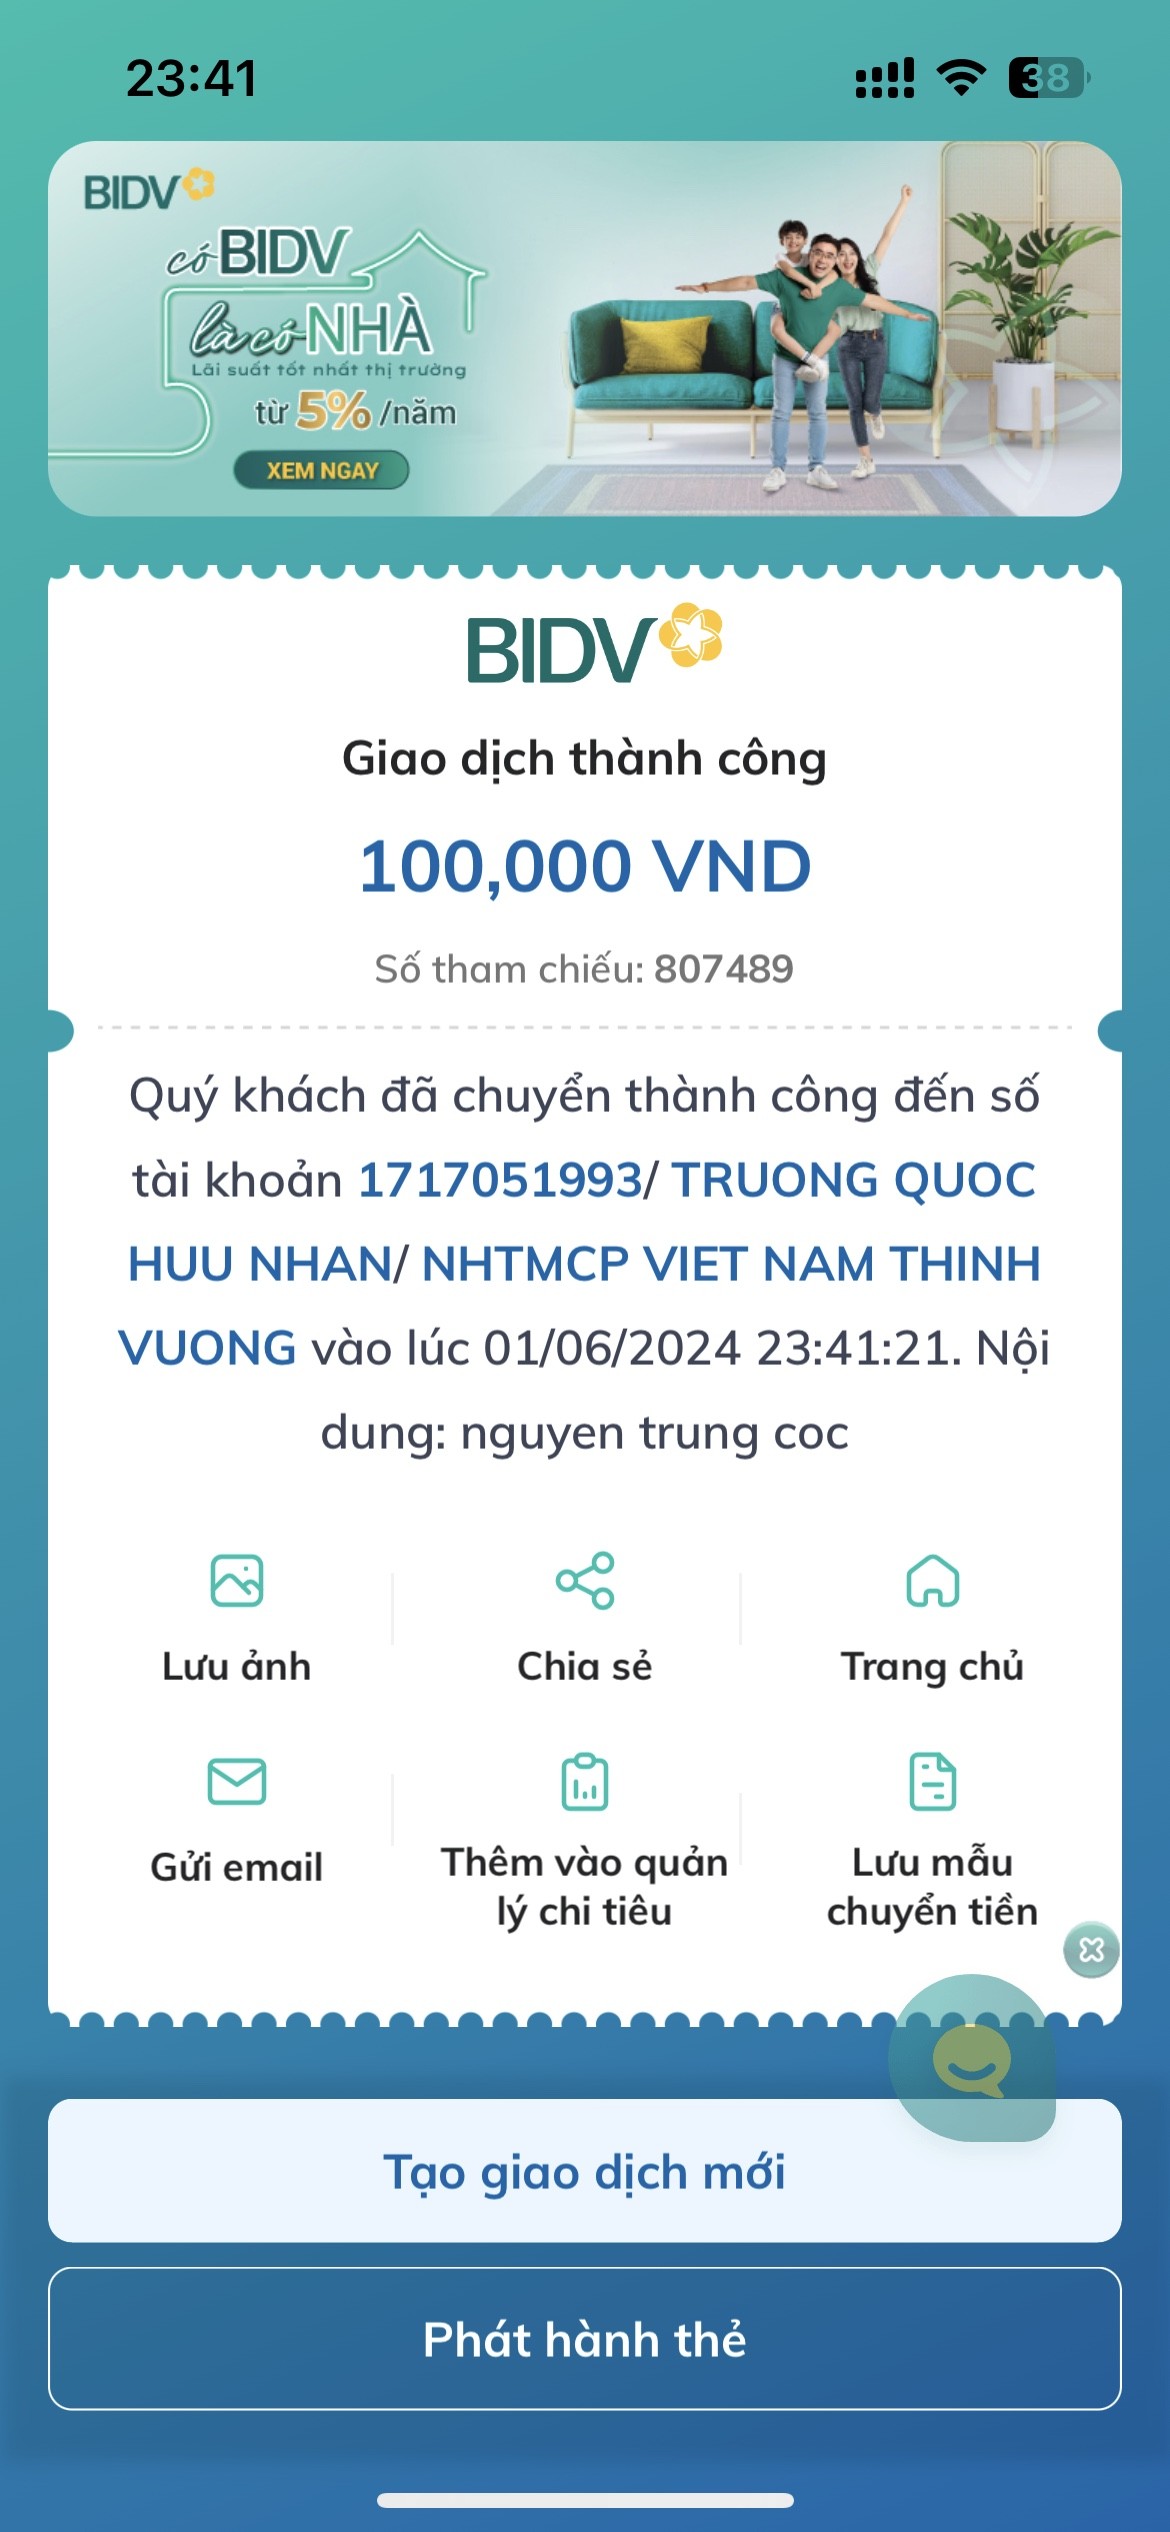 23:41
38
BIDV
có BIDV
là có NHÀ
Lãi suất tốt nhất thị trường
từ 5% /năm
XEM NGAY
BIDV
Giao dịch thành công
100,000 VND
Số tham chiếu: 807489
Quý khách đã chuyển thành công đến số
tài khoản 1717051993/ TRUONG QUOC
HUU NHAN/ NHTMCP VIET NAM THINH
VUONG vào lúc 01/06/2024 23:41:21. Nội
dung: nguyen trung coc
Lưu ảnh
Chia sẻ
Trang chủ
Gửi email
Thêm vào quản
lý chi tiêu
Lưu mẫu
chuyển tiền
Tạo giao dịch mới
Phát hành thẻ